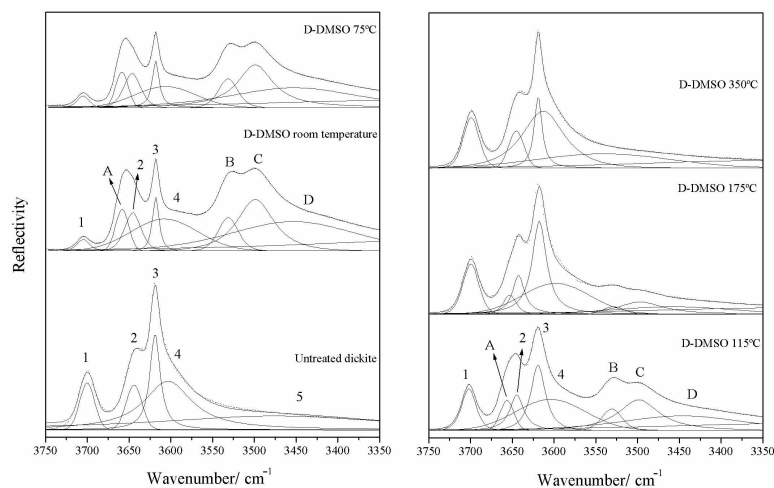 D-DMSO 75ºC
D-DMSO room temperature
3
A
2
B
C
4
D
1
3
2
1
4
Untreated dickite
5
3750 3700 3650 3600 3550 3500 3450 3400 3350
Wavenumber/ cm⁻¹
Reflectivity
D-DMSO 350ºC
D-DMSO 175ºC
D-DMSO 115ºC
3
2
A
1
4
B
C
D
3750 3700 3650 3600 3550 3500 3450 3400 3350
Wavenumber/ cm⁻¹